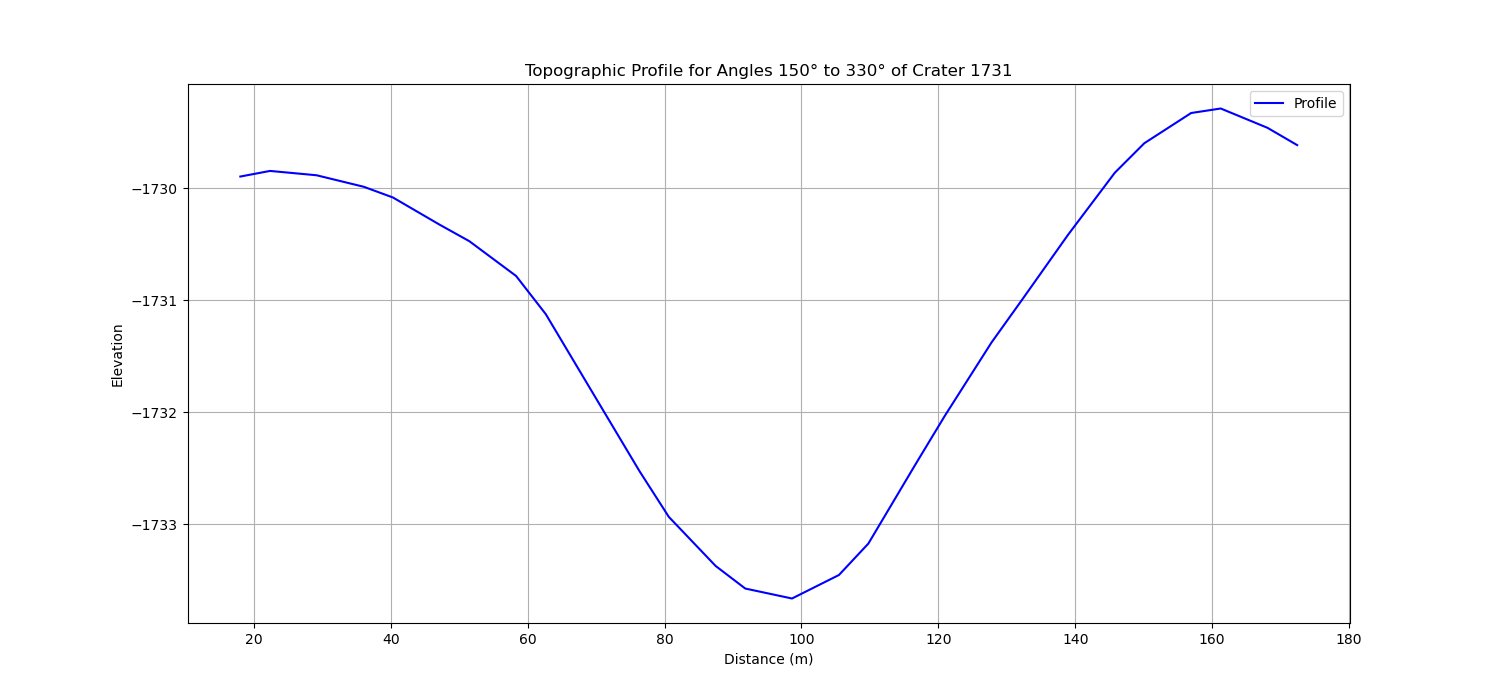 Topographic Profile for Angles 150° to 330° of Crater 1731
Profile
−1730
−1731
−1732
−1733
Elevation
20 40 60 80 100 120 140 160 180
Distance (m)